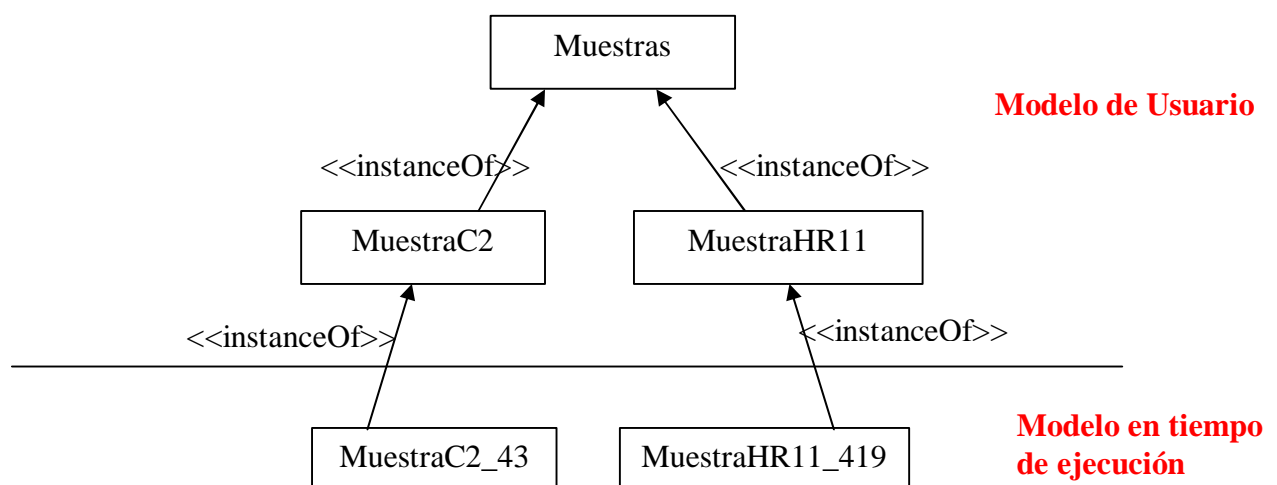 Muestras
Modelo de Usuario
<<instanceOf>>
<<instanceOf>>
MuestraC2
MuestraHR11
<<instanceOf>>
<<instanceOf>>
MuestraC2_43
MuestraHR11_419
Modelo en tiempo
de ejecución